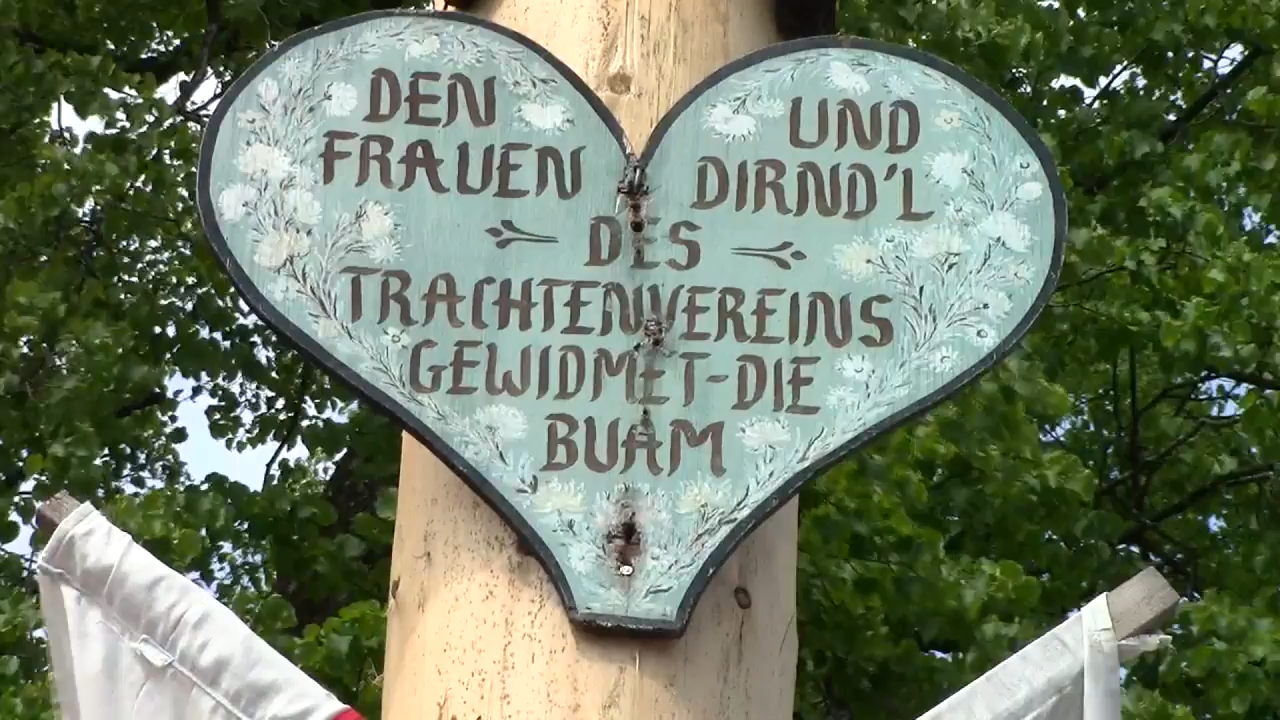 DEN
FRAUEN
UND
DIRND'L
DES
TRACHTENVEREINS
GEWIDMET-DIE
BUAM